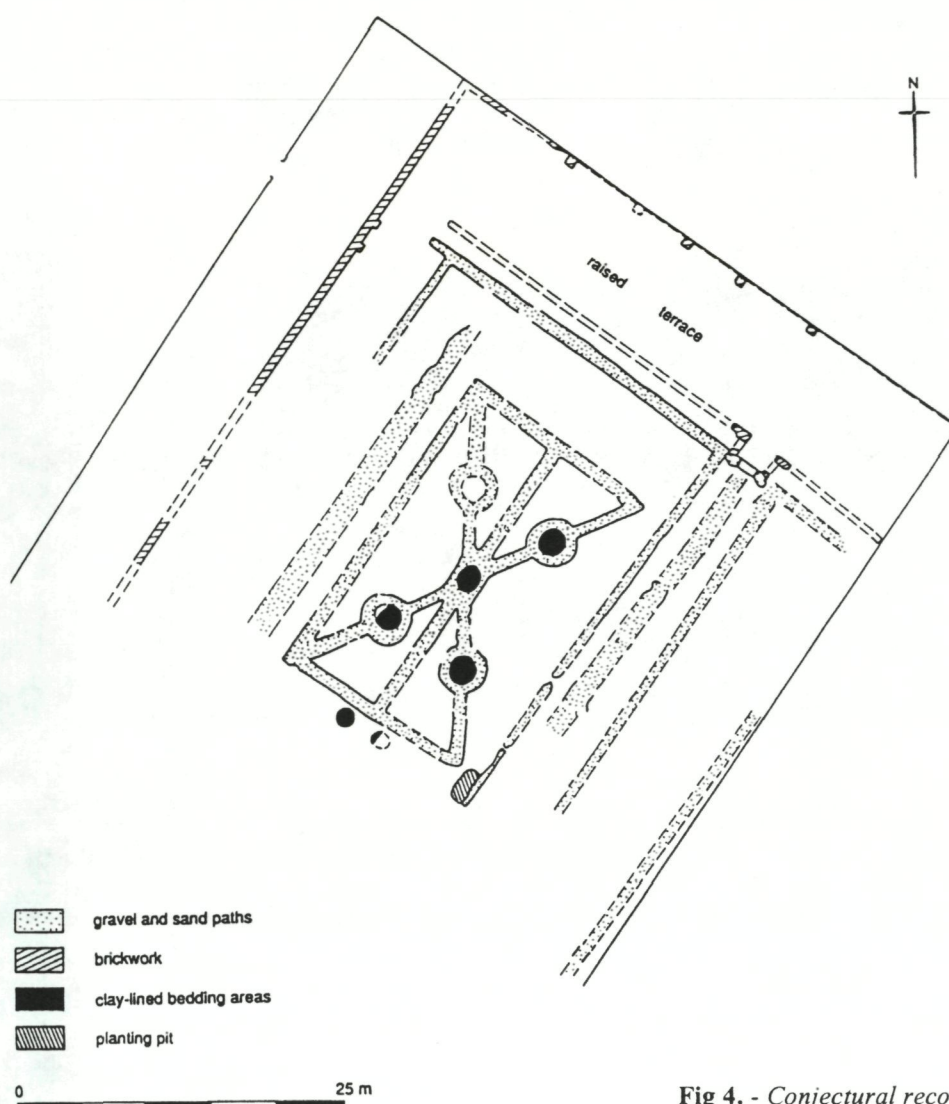 N
raised
terrace
gravel and sand paths
brickwork
clay-lined bedding areas
planting pit
0 25 m
Fig 4. - Conjectural reco